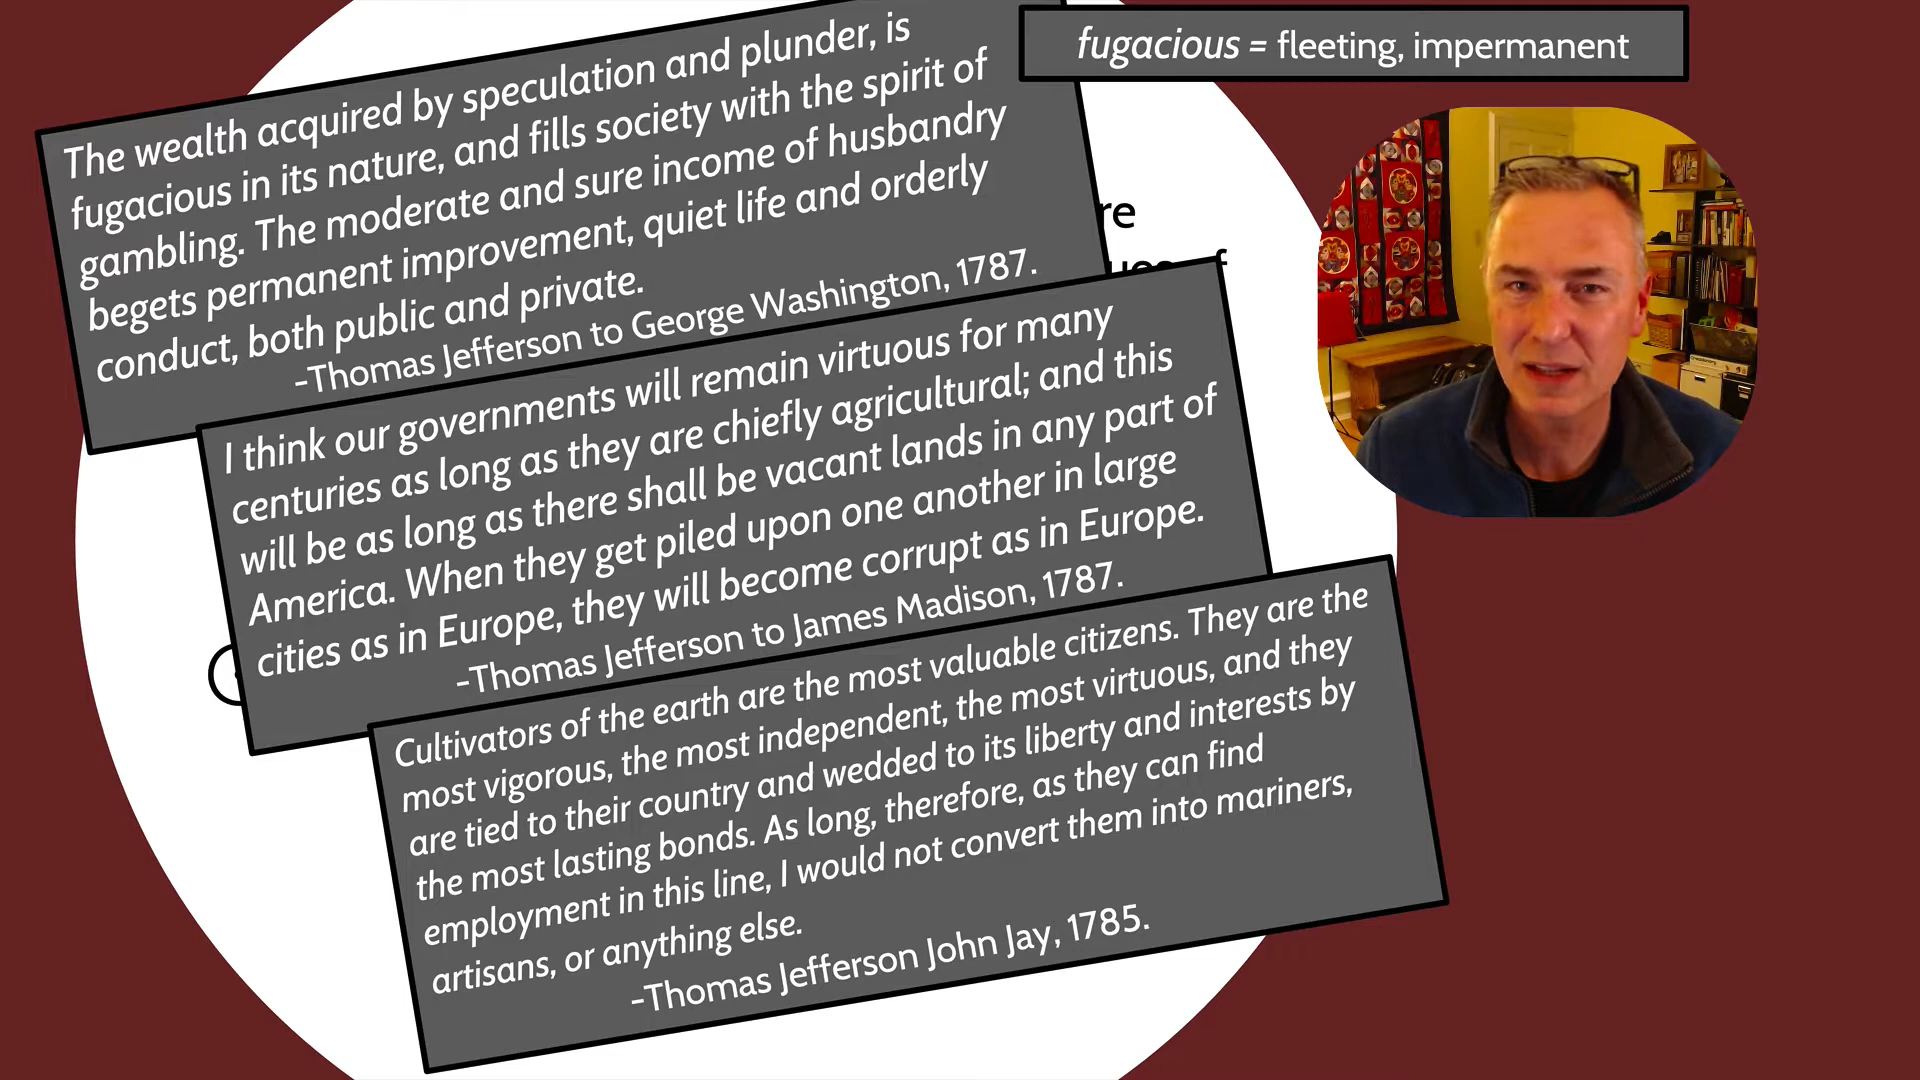 The wealth acquired by speculation and plunder, is
fugacious in its nature, and fills society with the spirit of
gambling. The moderate and sure income of husbandry
begets permanent improvement, quiet life and orderly
conduct, both public and private.
-Thomas Jefferson to George Washington, 1787.
fugacious = fleeting, impermanent
re
I think our governments will remain virtuous for many
centuries as long as they are chiefly agricultural; and this
will be as long as there shall be vacant lands in any part of
America. When they get piled upon one another in large
cities as in Europe, they will become corrupt as in Europe.
-Thomas Jefferson to James Madison, 1787.
Cultivators of the earth are the most valuable citizens. They are the
most vigorous, the most independent, the most virtuous, and they
are tied to their country and wedded to its liberty and interests by
the most lasting bonds. As long, therefore, as they can find
employment in this line, I would not convert them into mariners,
artisans, or anything else.
-Thomas Jefferson John Jay, 1785.